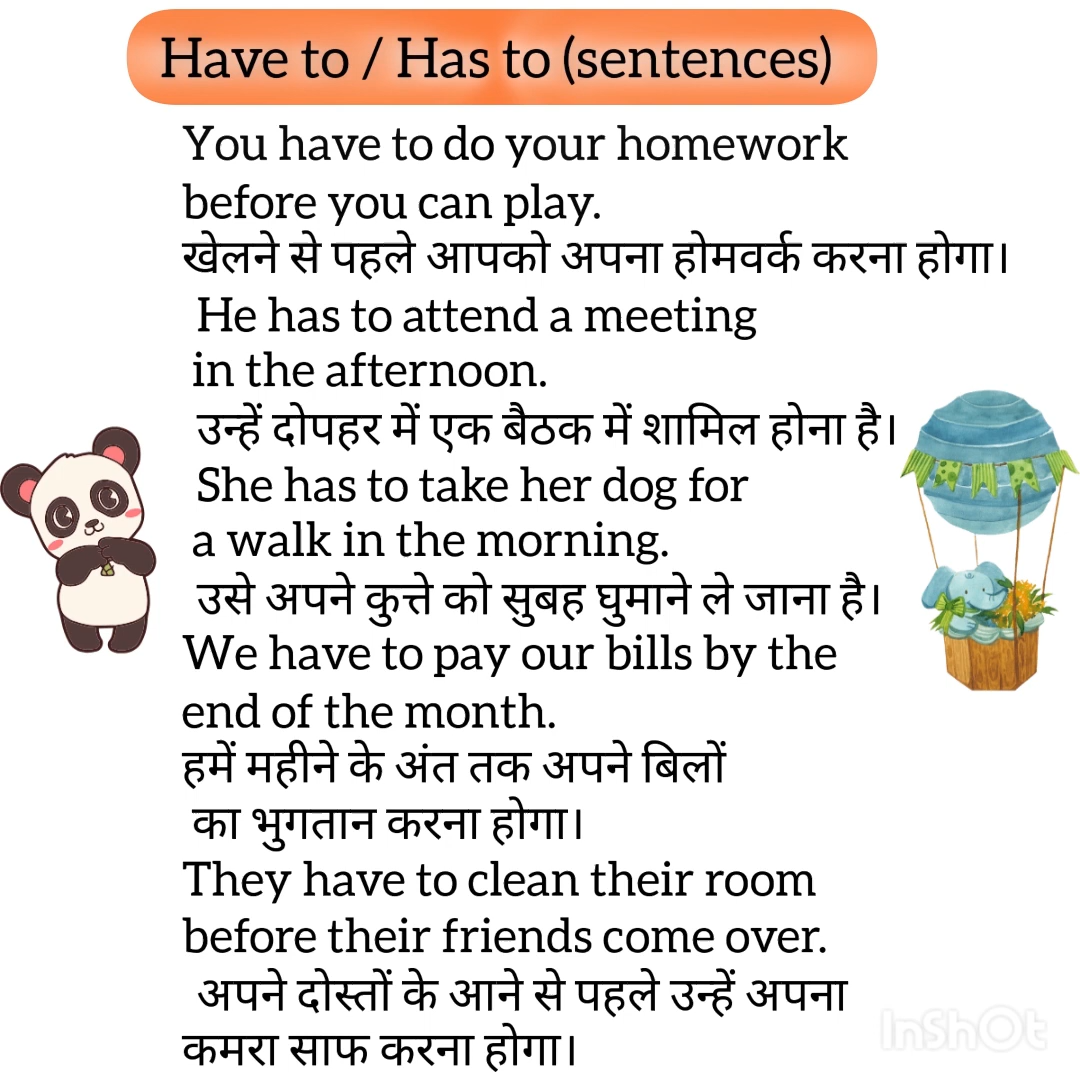 Have to / Has to (sentences)
You have to do your homework
before you can play.
खेलने से पहले आपको अपना होमवर्क करना होगा।
He has to attend a meeting
in the afternoon.
उन्हें दोपहर में एक बैठक में शामिल होना है।
She has to take her dog for
a walk in the morning.
उसे अपने कुत्ते को सुबह घुमाने ले जाना है।
We have to pay our bills by the
end of the month.
हमें महीने के अंत तक अपने बिलों
का भुगतान करना होगा।
They have to clean their room
before their friends come over.
अपने दोस्तों के आने से पहले उन्हें अपना
कमरा साफ करना होगा।
InShOt